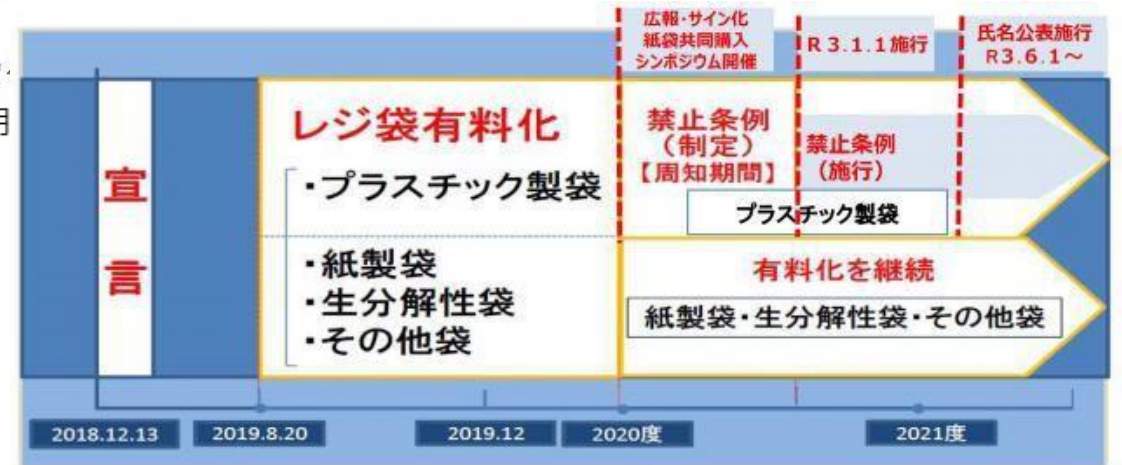 広報・サイン化
紙袋共同購入
シンポジウム開催
R3.1.1施行
氏名公表施行
R3.6.1～
宣言
レジ袋有料化
・プラスチック製袋
・紙製袋
・生分解性袋
・その他袋
禁止条例
（制定）
【周知期間】
禁止条例
（施行）
プラスチック製袋
有料化を継続
紙製袋・生分解性袋・その他袋
2018.12.13
2019.8.20
2019.12
2020度
2021度